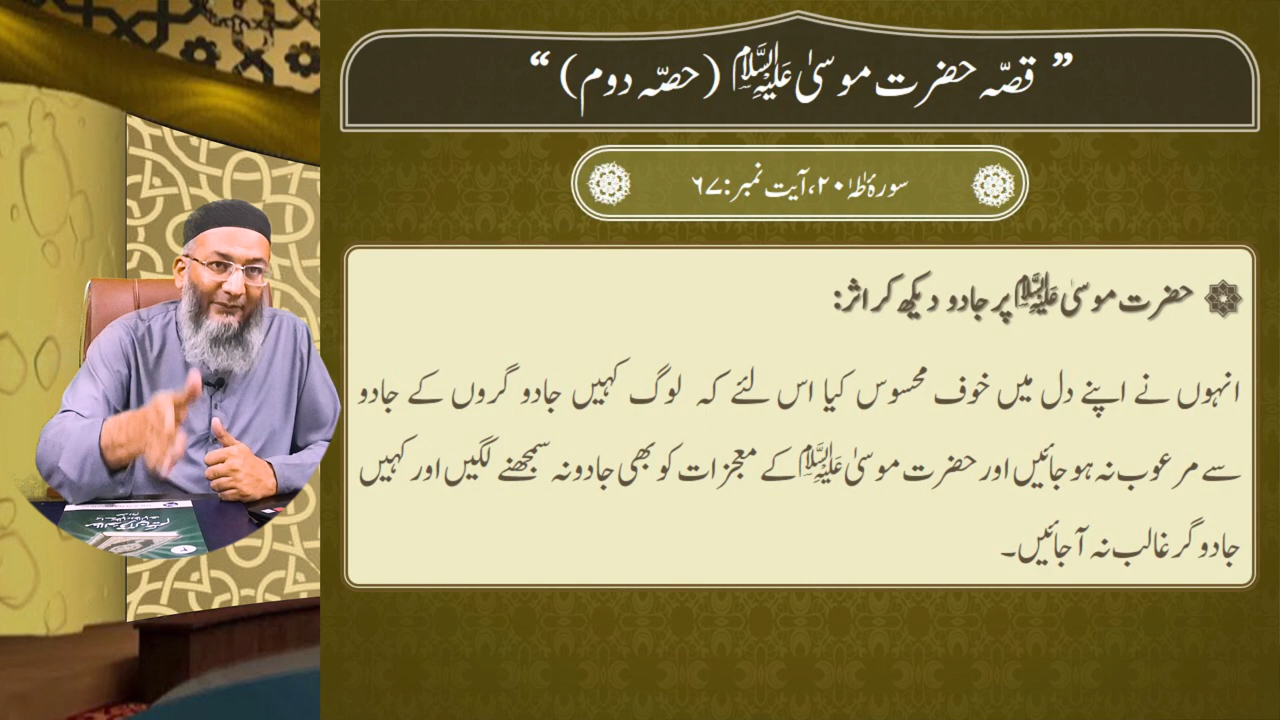 ” قصّہ حضرت موسیٰ علیہ السلام (حصّہ دوم) “
سورۂ طٰہٰ ۲۰، آیت نمبر: ۶۷
حضرت موسیٰ علیہ السلام پر جادو دیکھ کر اثر:
انہوں نے اپنے دل میں خوف محسوس کیا اس لئے کہ لوگ کہیں جادو گروں کے جادو
سے مرعوب نہ ہو جائیں اور حضرت موسیٰ علیہ السلام کے معجزات کو بھی جادو نہ سمجھنے لگیں اور کہیں
جادو گر غالب نہ آ جائیں۔